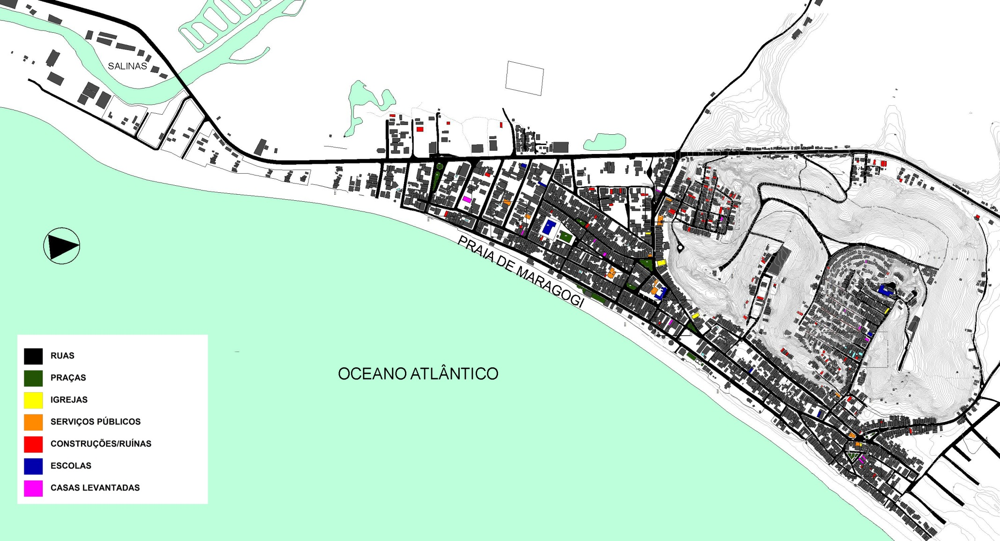 SALINAS
PRAIA DE MARAGOGI
OCEANO ATLÂNTICO
RUAS
PRAÇAS
IGREJAS
SERVIÇOS PÚBLICOS
CONSTRUÇÕES/RUÍNAS
ESCOLAS
CASAS LEVANTADAS